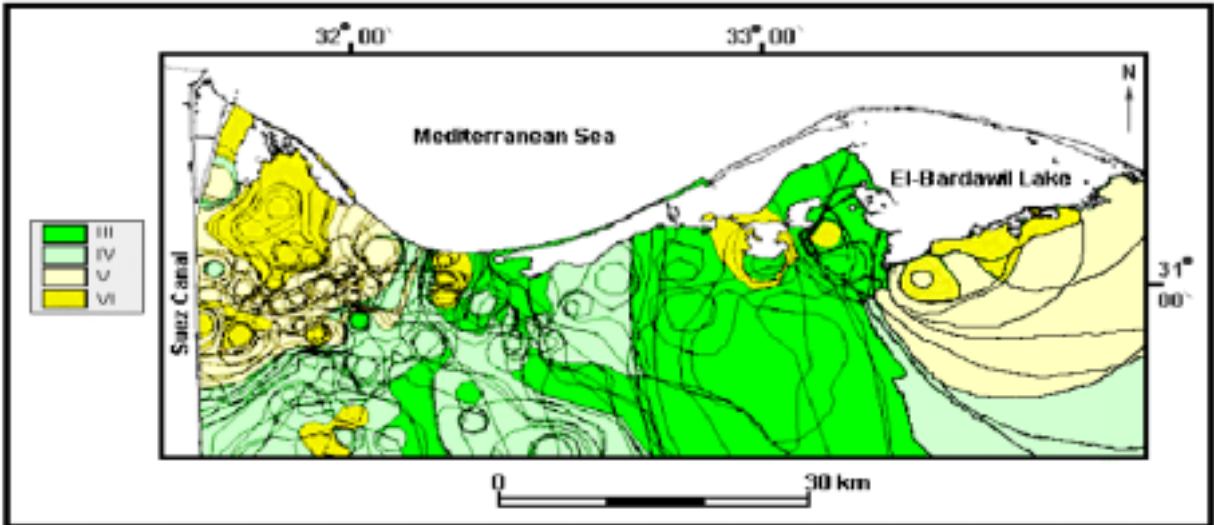 32° 00`
33° 00`
N
Mediterranean Sea
El-Bardawil Lake
III
IV
V
VI
Suez Canal
31°
00`
0
30 km